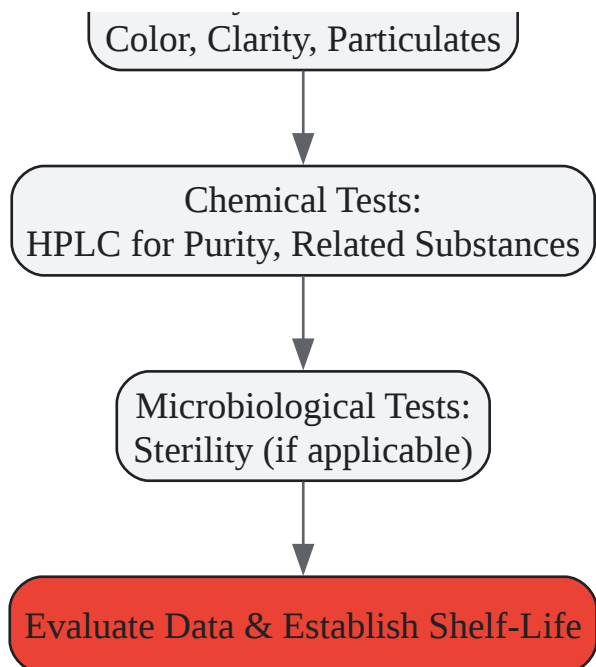 Color, Clarity, Particulates
Chemical Tests:
HPLC for Purity, Related Substances
Microbiological Tests:
Sterility (if applicable)
Evaluate Data & Establish Shelf-Life